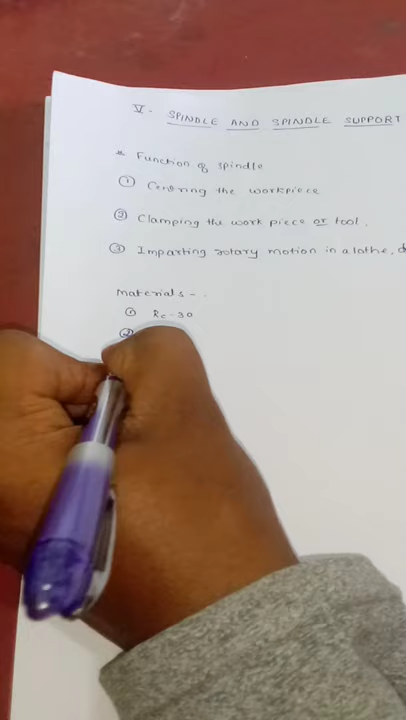 V. SPINDLE AND SPINDLE SUPPORT
* Function of spindle
① Centring the workpiece
② Clamping the work piece or tool.
③ Imparting rotary motion in a lathe,
Materials -
① Rc - 30
②